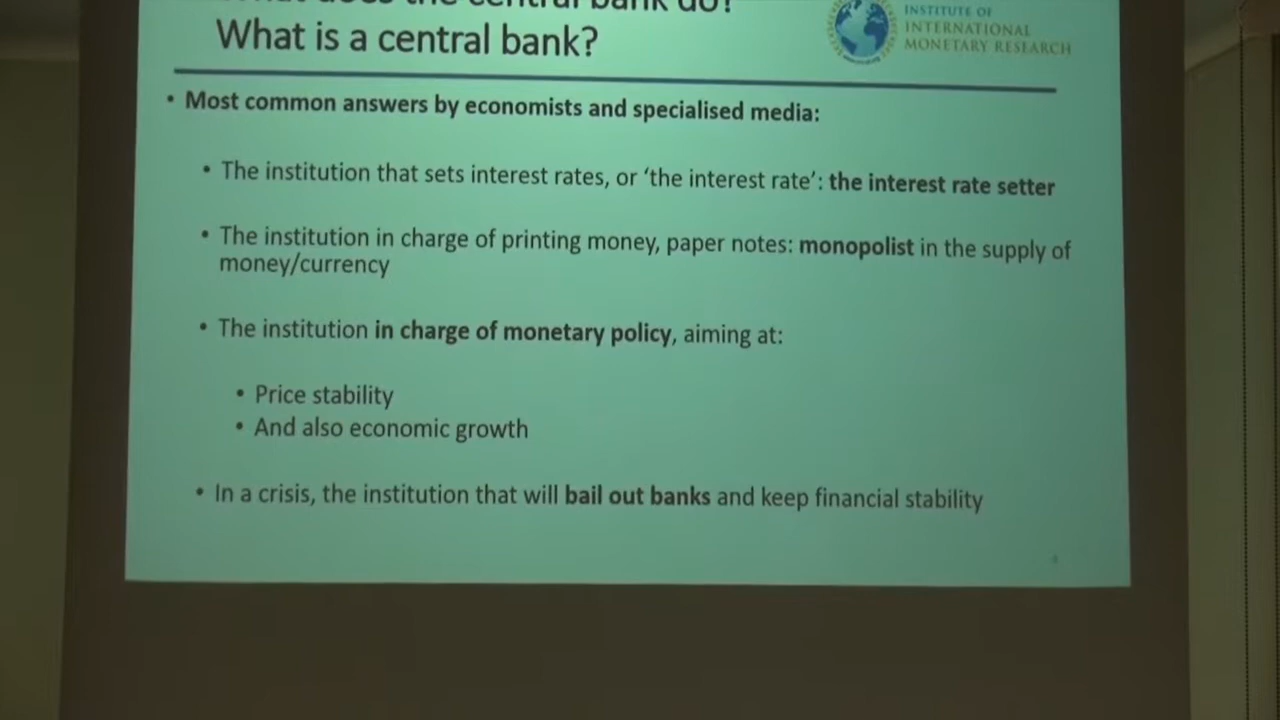 does the central bank do?
What is a central bank?
INSTITUTE OF
INTERNATIONAL
MONETARY RESEARCH
• Most common answers by economists and specialised media:
• The institution that sets interest rates, or ‘the interest rate’: the interest rate setter
• The institution in charge of printing money, paper notes: monopolist in the supply of
money/currency
• The institution in charge of monetary policy, aiming at:
• Price stability
• And also economic growth
• In a crisis, the institution that will bail out banks and keep financial stability